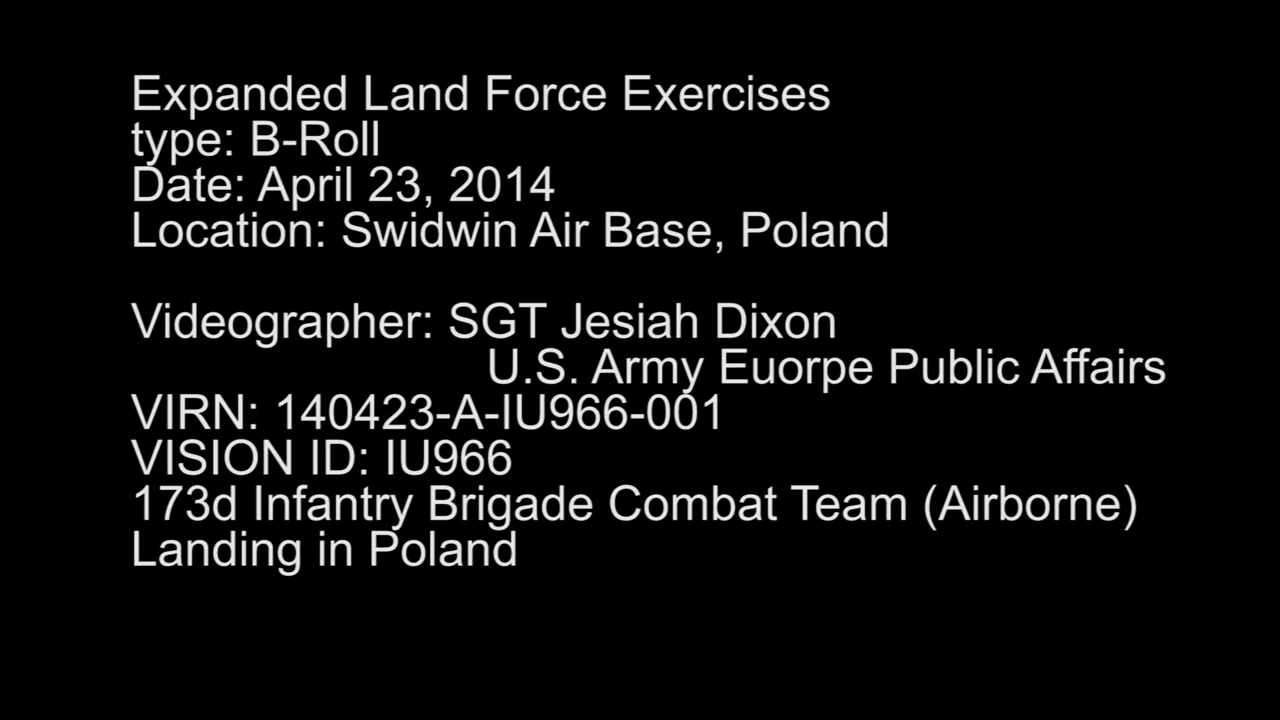 Expanded Land Force Exercises
type: B-Roll
Date: April 23, 2014
Location: Swidwin Air Base, Poland
Videographer: SGT Jesiah Dixon
U.S. Army Euorpe Public Affairs
VIRN: 140423-A-IU966-001
VISION ID: IU966
173d Infantry Brigade Combat Team (Airborne)
Landing in Poland